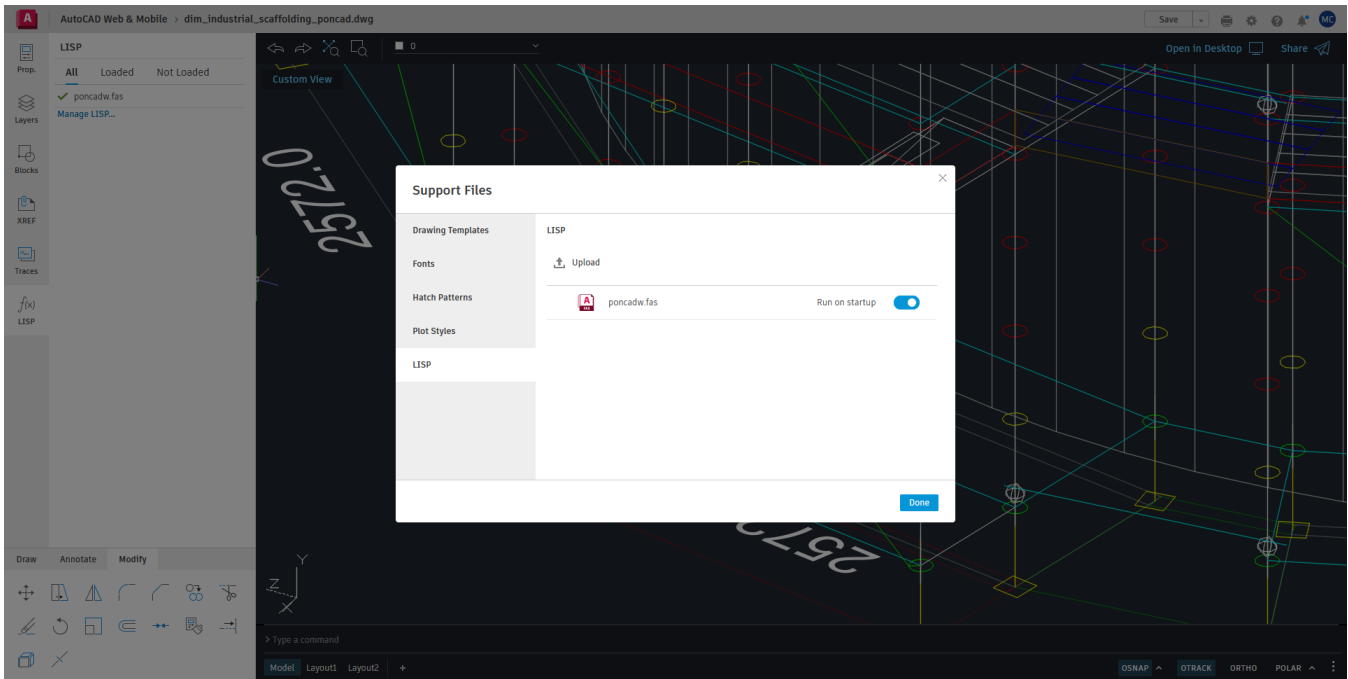 A
AutoCAD Web & Mobile > dim_industrial_scaffolding_poncad.dwg
Save
MC
Prop.
Layers
Blocks
XREF
Traces
f(x)
LISP
LISP
All Loaded Not Loaded
poncadw.fas
Manage LISP...
0
Open in Desktop
Share
Custom View
2572.0
2572
Support Files
Drawing Templates
Fonts
Hatch Patterns
Plot Styles
LISP
LISP
Upload
poncadw.fas
Run on startup
Done
Draw Annotate Modify
Y
Z
X
> Type a command
Model Layout1 Layout2 +
OSNAP OTRACK ORTHO POLAR